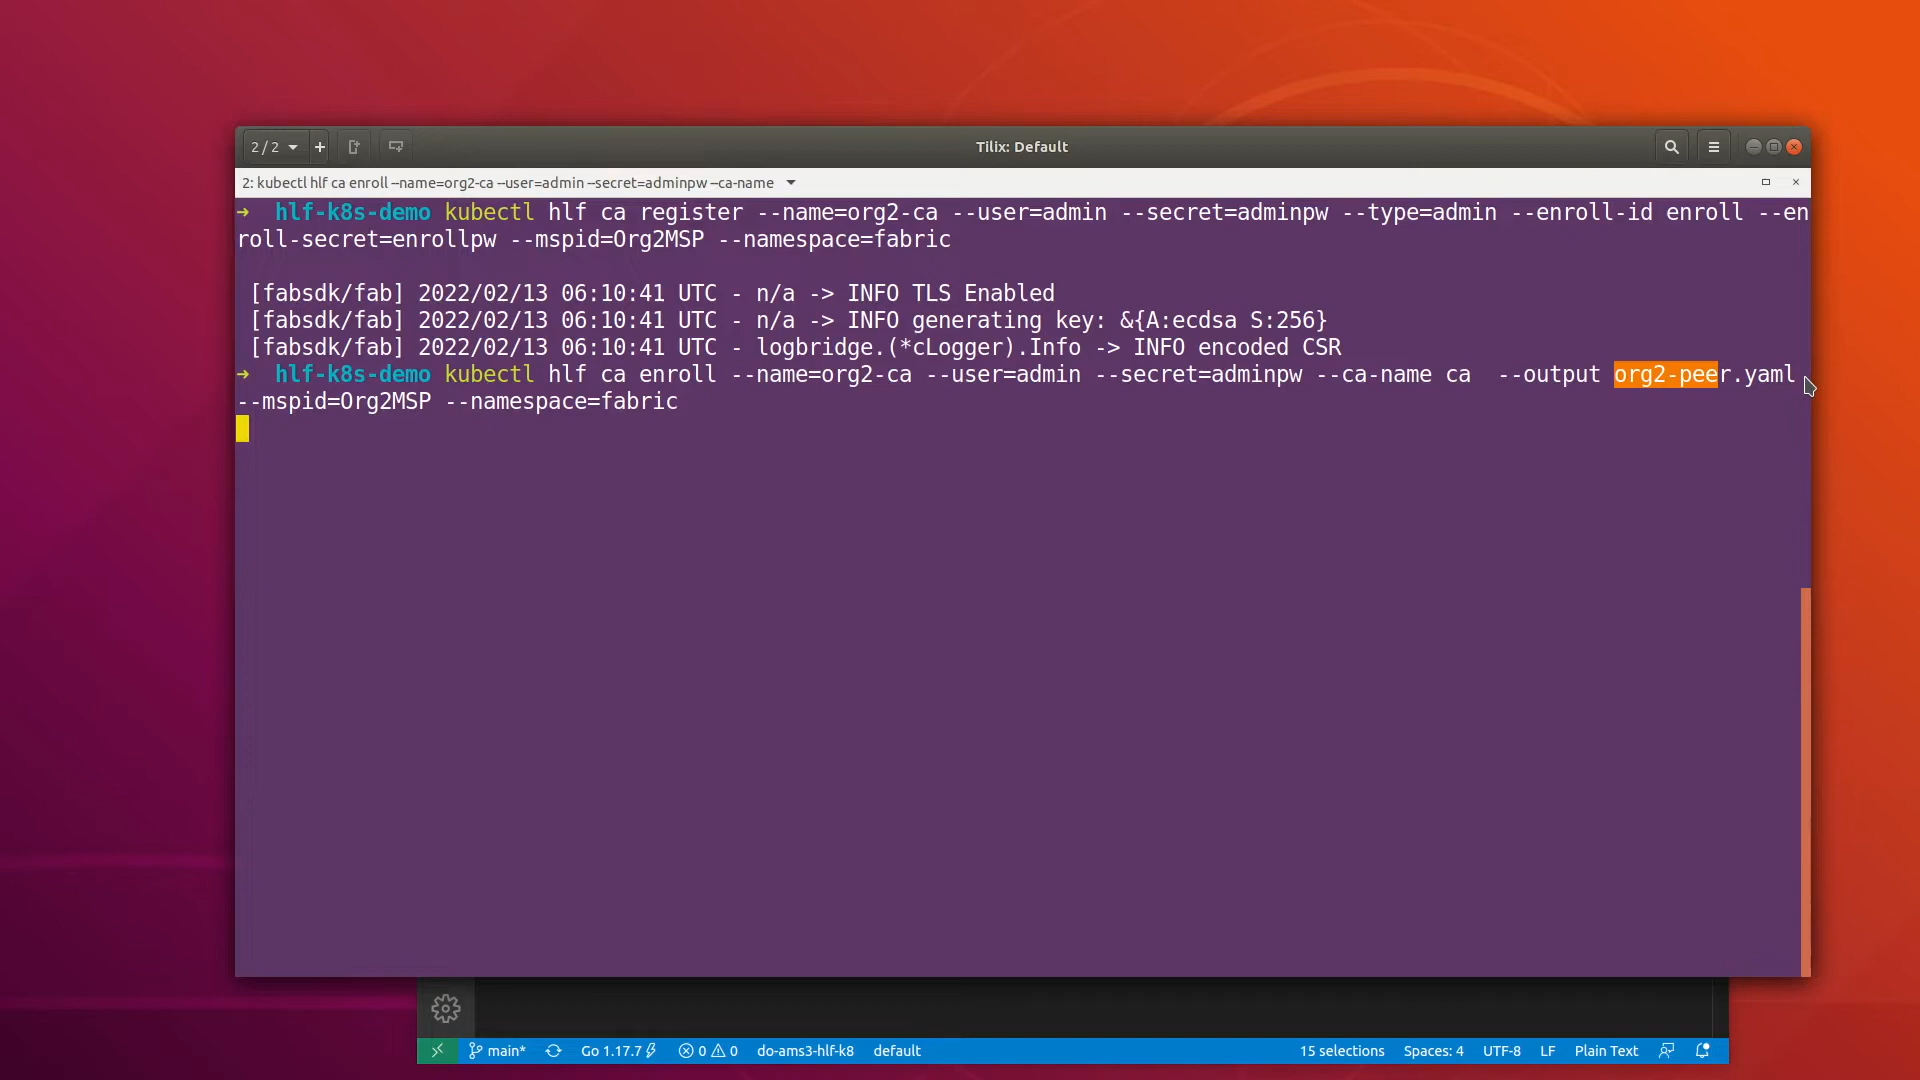 2 / 2
Tilix: Default
2: kubectl hlf ca enroll --name=org2-ca --user=admin --secret=adminpw --ca-name
➜  hlf-k8s-demo kubectl hlf ca register --name=org2-ca --user=admin --secret=adminpw --type=admin --enroll-id enroll --en
roll-secret=enrollpw --mspid=Org2MSP --namespace=fabric
[fabsdk/fab] 2022/02/13 06:10:41 UTC - n/a -> INFO TLS Enabled
[fabsdk/fab] 2022/02/13 06:10:41 UTC - n/a -> INFO generating key: &{A:ecdsa S:256}
[fabsdk/fab] 2022/02/13 06:10:41 UTC - logbridge.(*cLogger).Info -> INFO encoded CSR
➜  hlf-k8s-demo kubectl hlf ca enroll --name=org2-ca --user=admin --secret=adminpw --ca-name ca  --output org2-peer.yaml
--mspid=Org2MSP --namespace=fabric
main* Go 1.17.7 0 0 do-ams3-hlf-k8 default 15 selections Spaces: 4 UTF-8 LF Plain Text